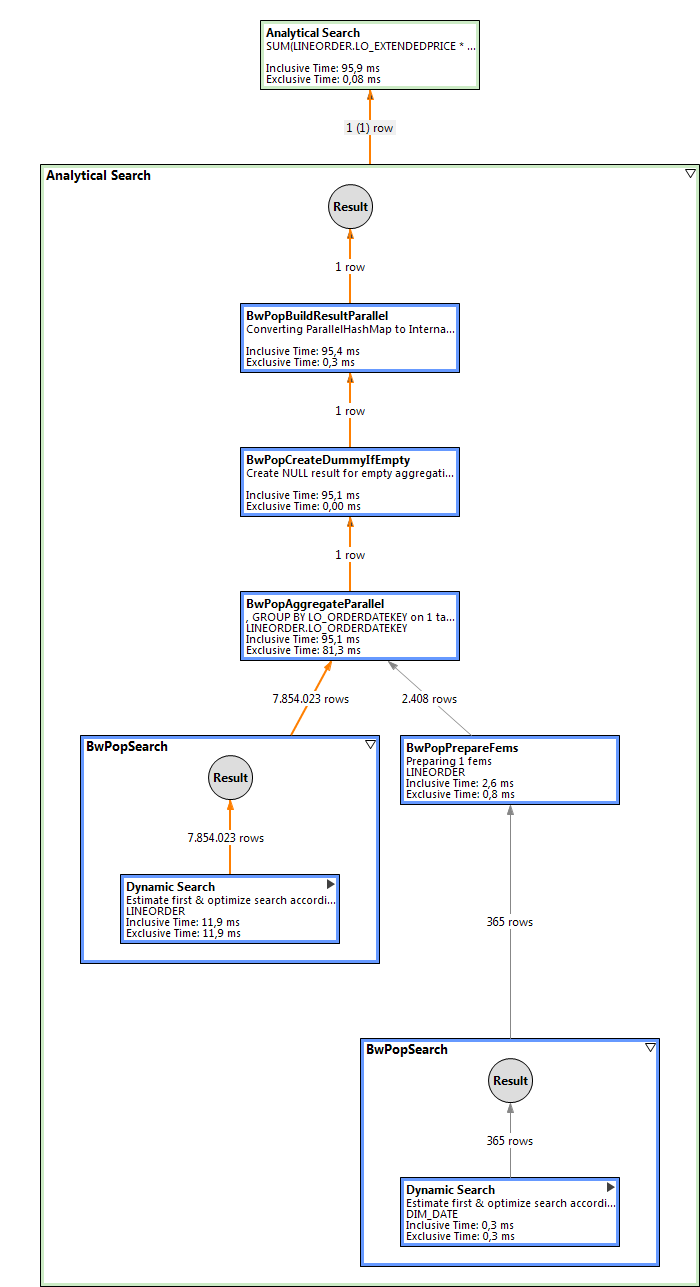 Analytical Search
SUM(LINEORDER.LO_EXTENDEDPRICE * ...
Inclusive Time: 95,9 ms
Exclusive Time: 0,08 ms
1 (1) row
Analytical Search
Result
1 row
BwPopBuildResultParallel
Converting ParallelHashMap to Interna...
Inclusive Time: 95,4 ms
Exclusive Time: 0,3 ms
1 row
BwPopCreateDummyIfEmpty
Create NULL result for empty aggregati...
Inclusive Time: 95,1 ms
Exclusive Time: 0,00 ms
1 row
BwPopAggregateParallel
, GROUP BY LO_ORDERDATEKEY on 1 ta...
LINEORDER.LO_ORDERDATEKEY
Inclusive Time: 95,1 ms
Exclusive Time: 81,3 ms
7.854.023 rows
2.408 rows
BwPopSearch
Result
7.854.023 rows
Dynamic Search
Estimate first & optimize search accordi...
LINEORDER
Inclusive Time: 11,9 ms
Exclusive Time: 11,9 ms
BwPopPrepareFems
Preparing 1 fems
LINEORDER
Inclusive Time: 2,6 ms
Exclusive Time: 0,8 ms
365 rows
BwPopSearch
Result
365 rows
Dynamic Search
Estimate first & optimize search accordi...
DIM_DATE
Inclusive Time: 0,3 ms
Exclusive Time: 0,3 ms